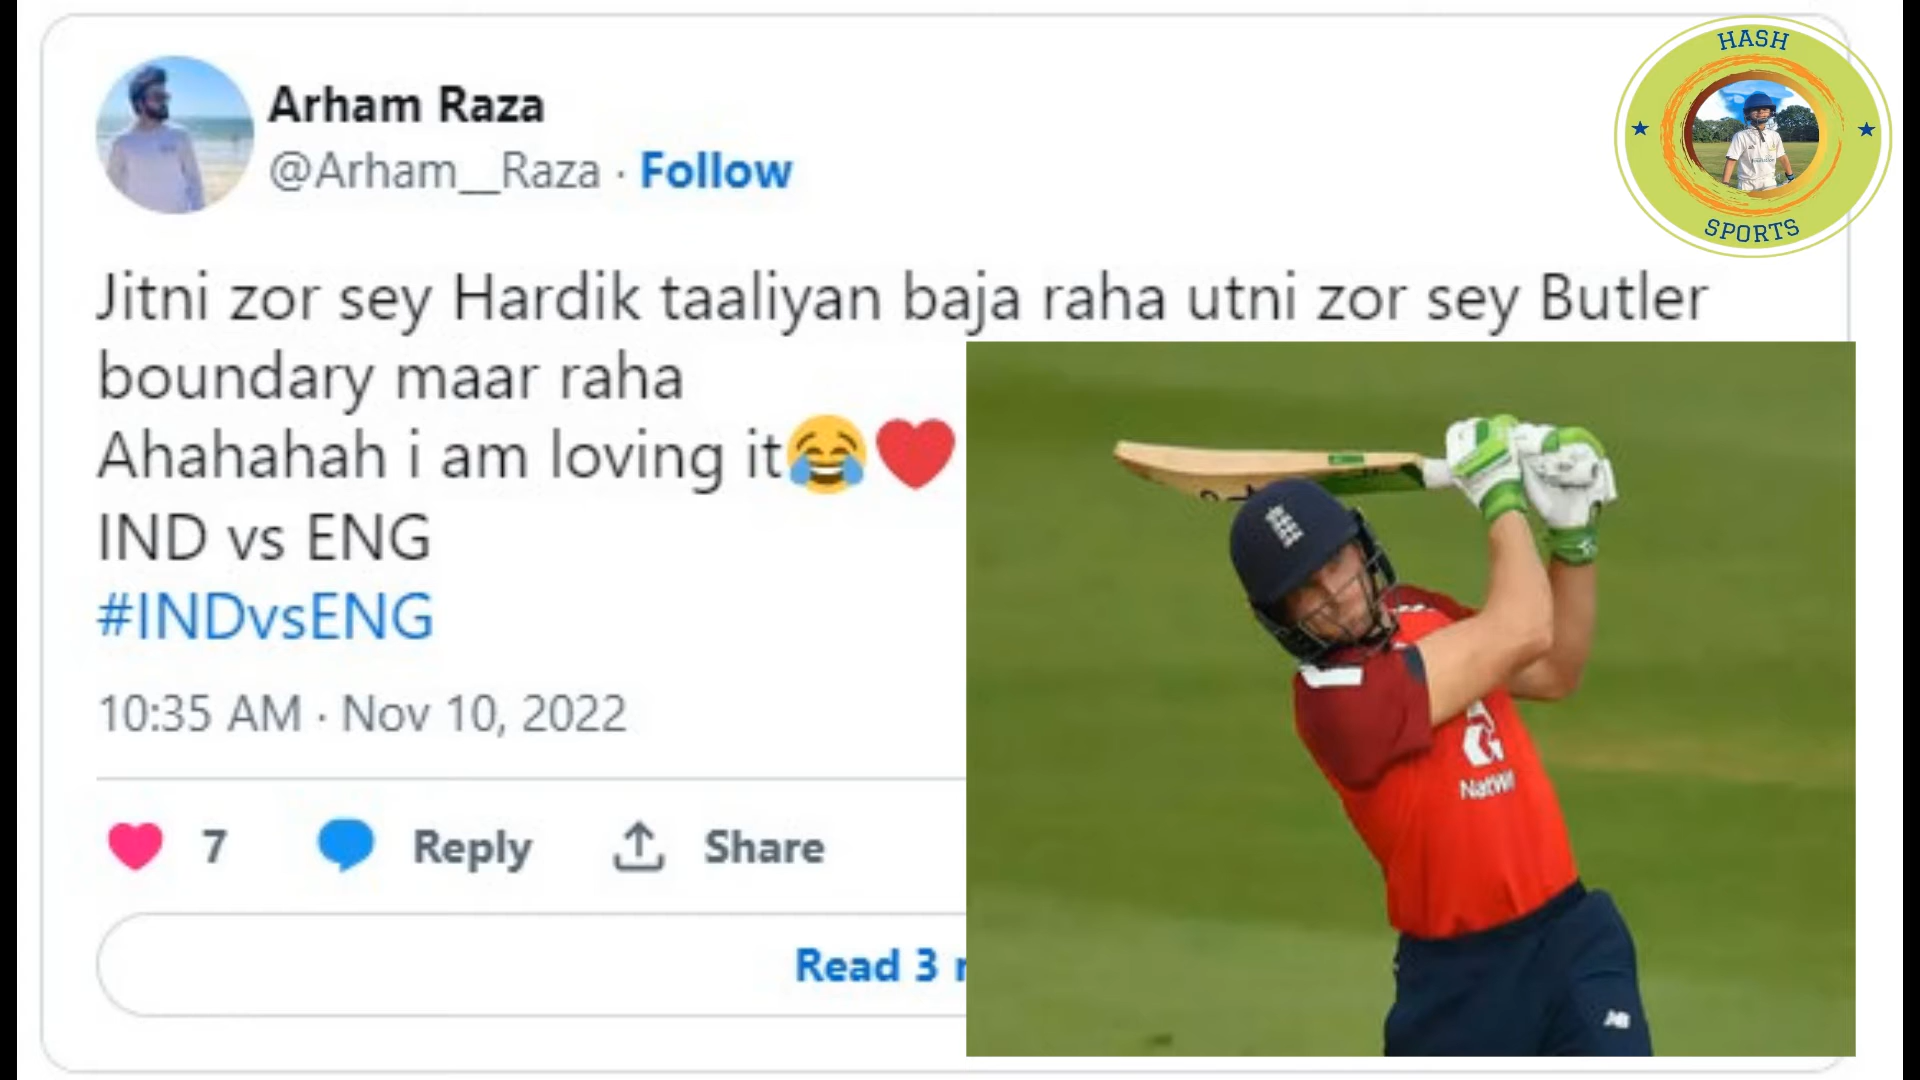 HASH
SPORTS
Arham Raza
@Arham__Raza · Follow
Jitni zor sey Hardik taaliyan baja raha utni zor sey Butler
boundary maar raha
Ahahahah i am loving it😂❤️
IND vs ENG
#INDvsENG
10:35 AM · Nov 10, 2022
7 Reply Share
Read 3